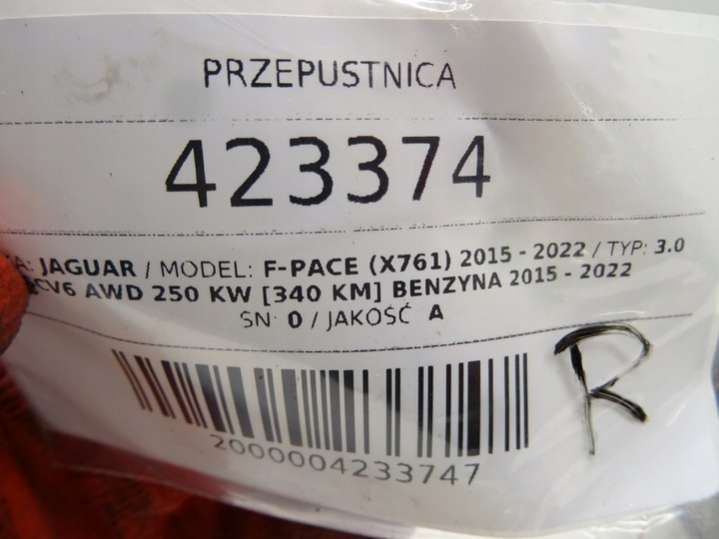 PRZEPUSTNICA
423374
JAGUAR / MODEL: F-PACE (X761) 2015 - 2022 / TYP: 3.0
AWD 250 KW [340 KM] BENZYNA 2015 - 2022
SN: 0 / JAKOŚĆ A
R
2000004233747